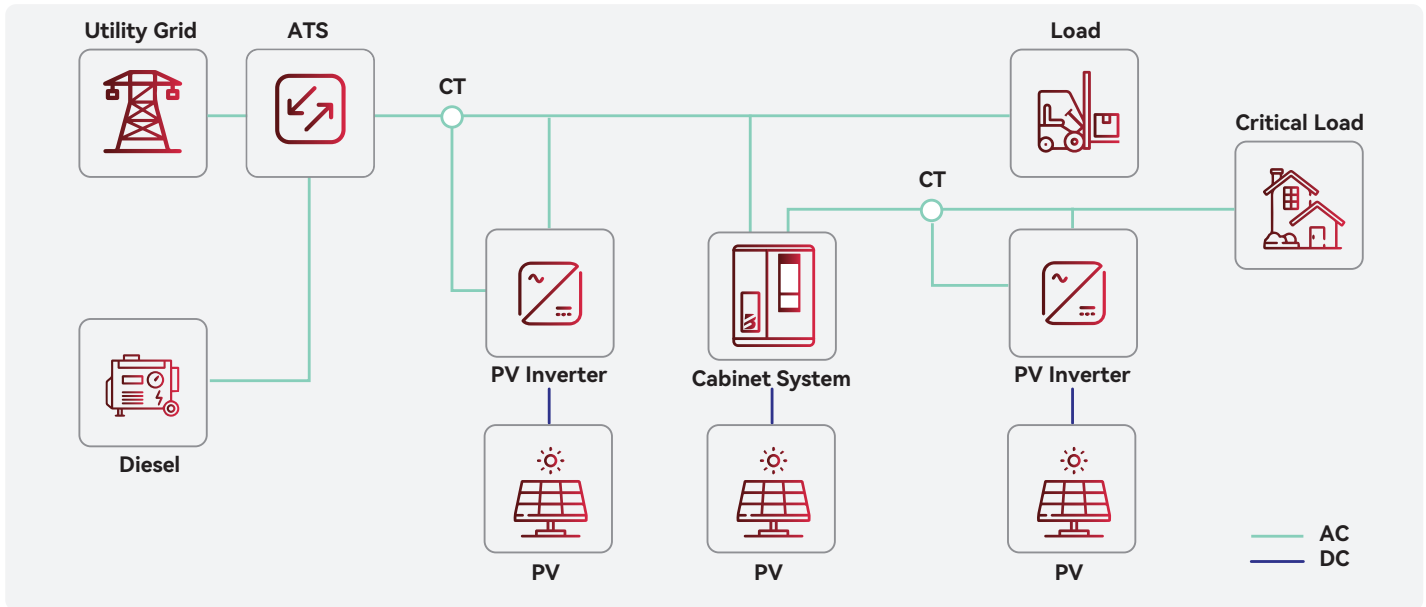 Utility Grid
ATS
Load
CT
Critical Load
CT
PV Inverter
Cabinet System
PV Inverter
Diesel
AC
DC
PV
PV
PV